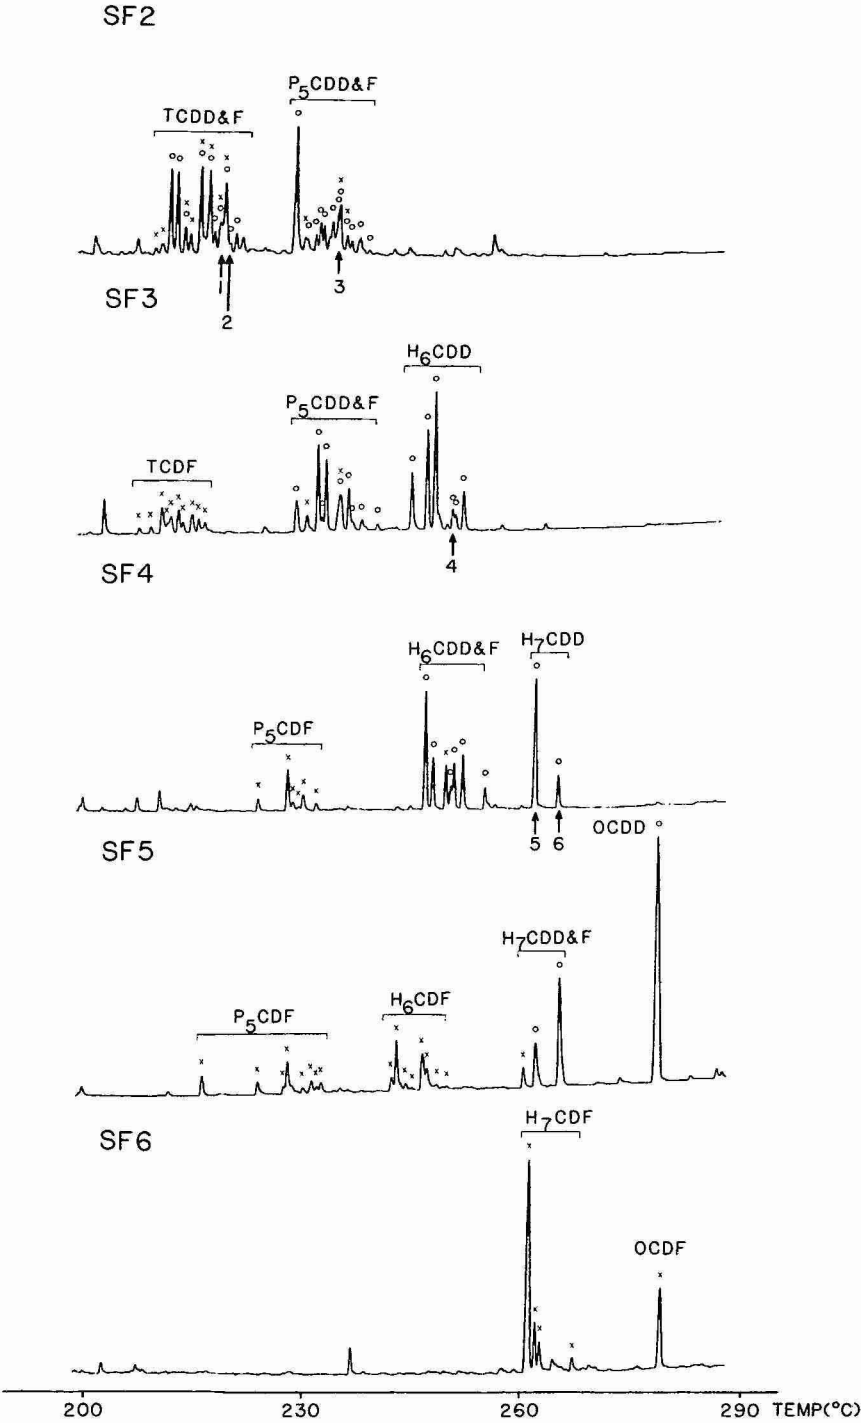 SF2
P5CDD&F
TCDD&F
1
2
3
SF3
H6CDD
P5CDD&F
TCDF
4
SF4
H7CDD
H6CDD&F
P5CDF
5 6
OCDD
SF5
H7CDD&F
H6CDF
P5CDF
SF6
H7CDF
OCDF
200 230 260 290 TEMP(°C)